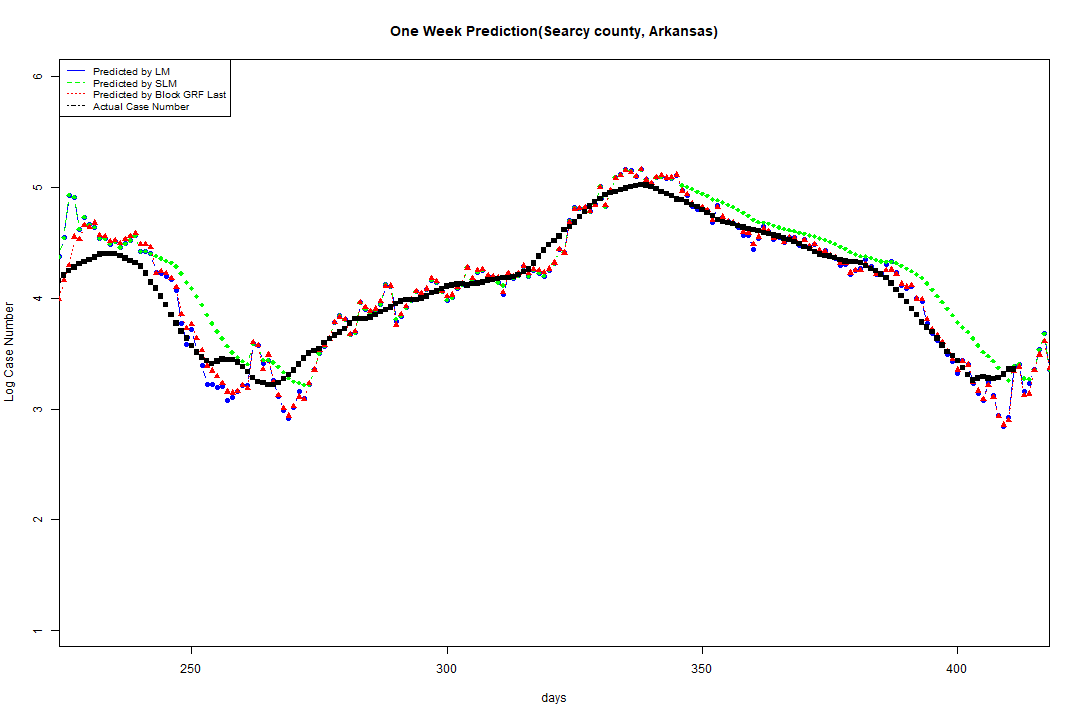 One Week Prediction(Searcy county, Arkansas)
Predicted by LM
Predicted by SLM
Predicted by Block GRF Last
Actual Case Number
6
5
4
3
2
1
Log Case Number
250 300 350 400
days